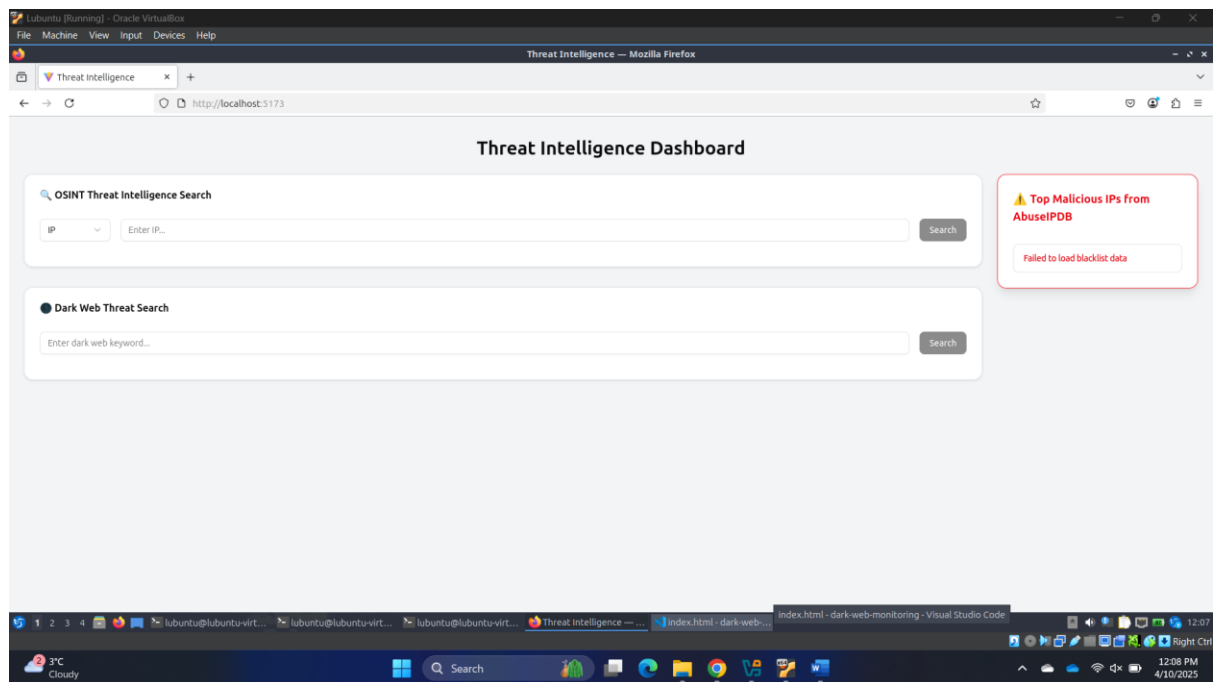 Lubuntu [Running] - Oracle VirtualBox
File Machine View Input Devices Help
Threat Intelligence — Mozilla Firefox
Threat Intelligence
http://localhost:5173
Threat Intelligence Dashboard
OSINT Threat Intelligence Search
IP
Enter IP...
Search
Top Malicious IPs from
AbuseIPDB
Failed to load blacklist data
Dark Web Threat Search
Enter dark web keyword...
Search
index.html - dark-web-monitoring - Visual Studio Code
1 2 3 4 lubuntu@lubuntu-virt... lubuntu@lubuntu-virt... lubuntu@lubuntu-virt... Threat Intelligence — ... index.html - dark-web-... 12:07
Right Ctrl
2 3°C
Cloudy
Search
12:08 PM
4/10/2025